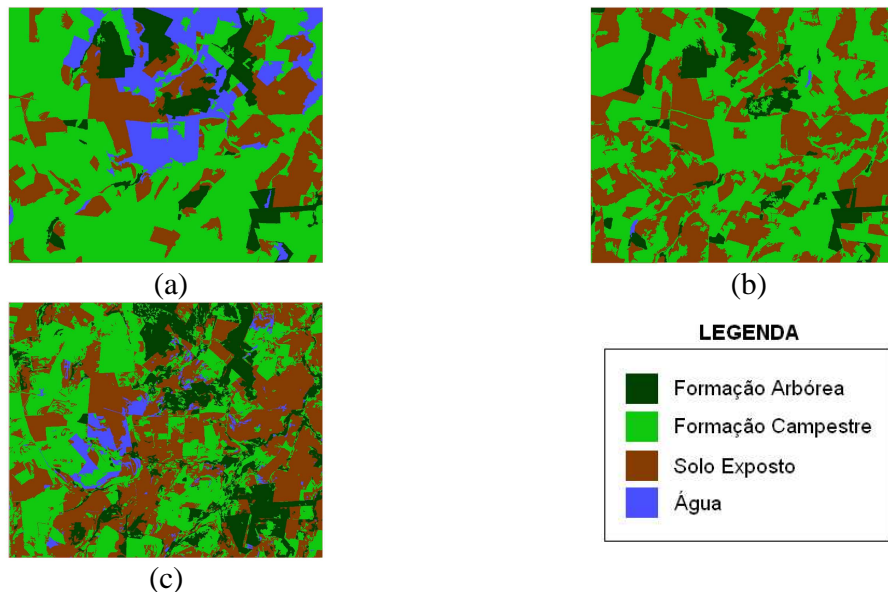 (a)
(b)
(c)
LEGENDA
Formação Arbórea
Formação Campestre
Solo Exposto
Água